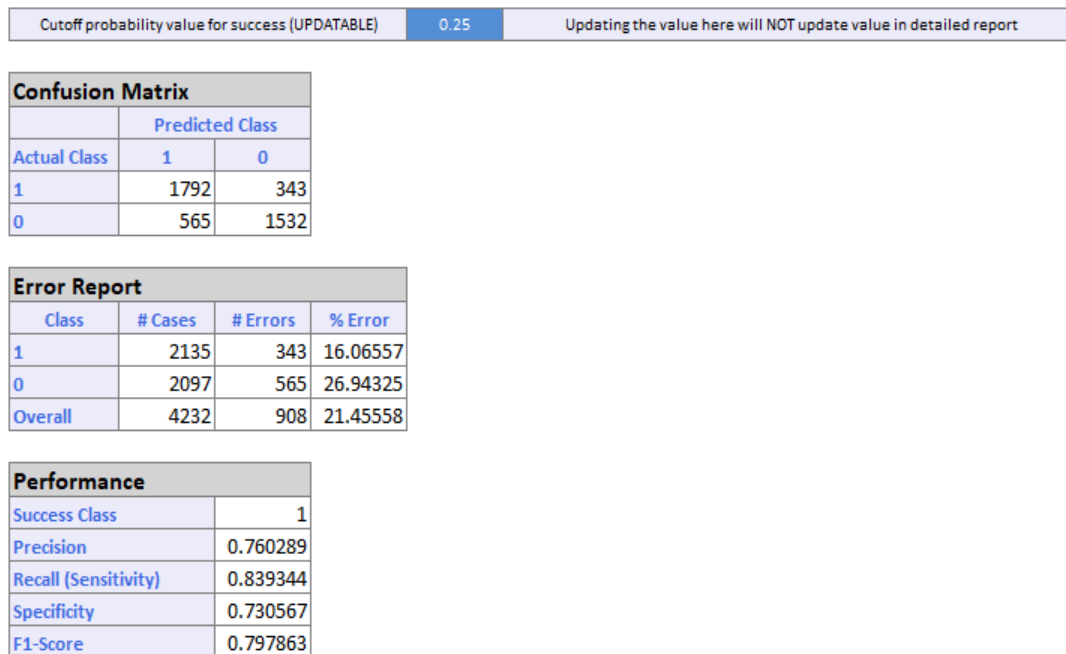 Cutoff probability value for success (UPDATABLE) 0.25 Updating the value here will NOT update value in detailed report
Confusion Matrix
Predicted Class
Actual Class 1 0
1 1792 343
0 565 1532
Error Report
Class # Cases # Errors % Error
1 2135 343 16.06557
0 2097 565 26.94325
Overall 4232 908 21.45558
Performance
Success Class 1
Precision 0.760289
Recall (Sensitivity) 0.839344
Specificity 0.730567
F1-Score 0.797863